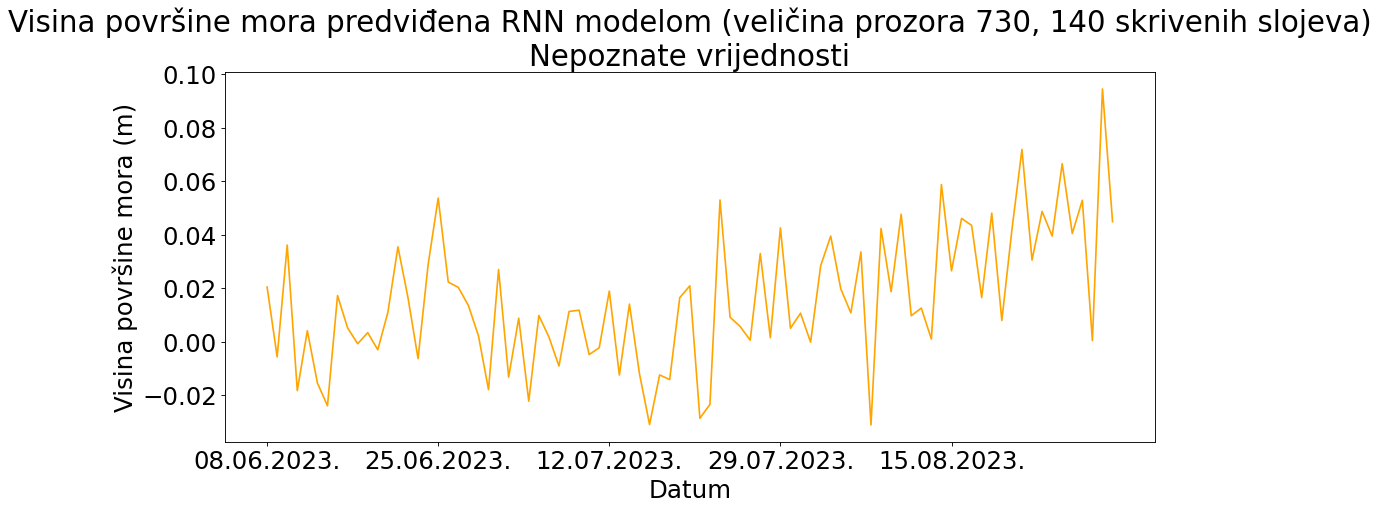 Visina površine mora predviđena RNN modelom (veličina prozora 730, 140 skrivenih slojeva)
Nepoznate vrijednosti
Visina površine mora (m)
0.10
0.08
0.06
0.04
0.02
0.00
−0.02
08.06.2023. 25.06.2023. 12.07.2023. 29.07.2023. 15.08.2023.
Datum